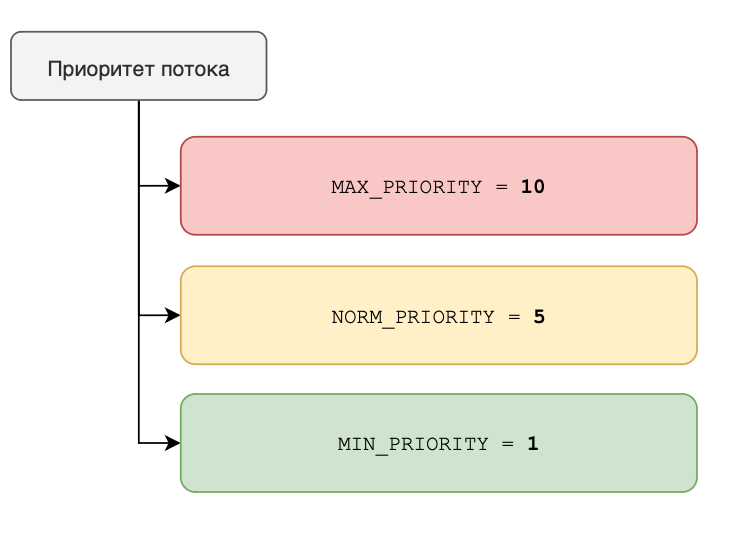 Приоритет потока
MAX_PRIORITY = 10
NORM_PRIORITY = 5
MIN_PRIORITY = 1